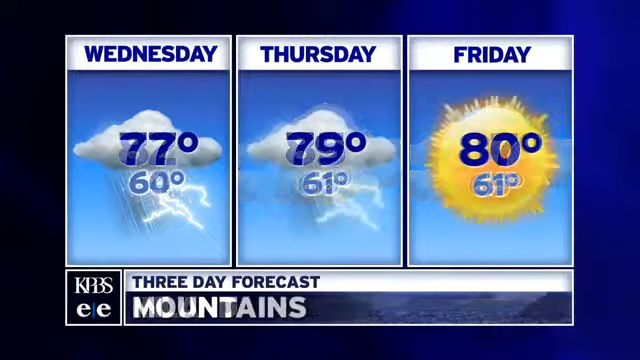 WEDNESDAY
THURSDAY
FRIDAY
77°
79°
80°
60°
61°
61°
KPBS
e|e
THREE DAY FORECAST
MOUNTAINS